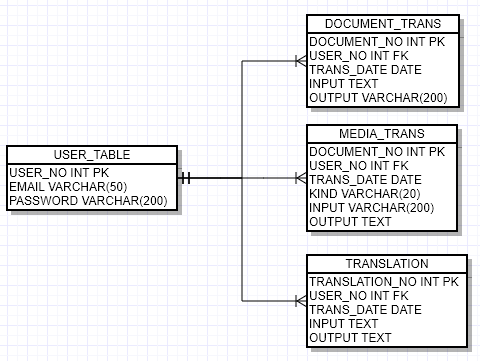 DOCUMENT_TRANS
DOCUMENT_NO INT PK
USER_NO INT FK
TRANS_DATE DATE
INPUT TEXT
OUTPUT VARCHAR(200)
USER_TABLE
USER_NO INT PK
EMAIL VARCHAR(50)
PASSWORD VARCHAR(200)
MEDIA_TRANS
DOCUMENT_NO INT PK
USER_NO INT FK
TRANS_DATE DATE
KIND VARCHAR(20)
INPUT VARCHAR(200)
OUTPUT TEXT
TRANSLATION
TRANSLATION_NO INT PK
USER_NO INT FK
TRANS_DATE DATE
INPUT TEXT
OUTPUT TEXT